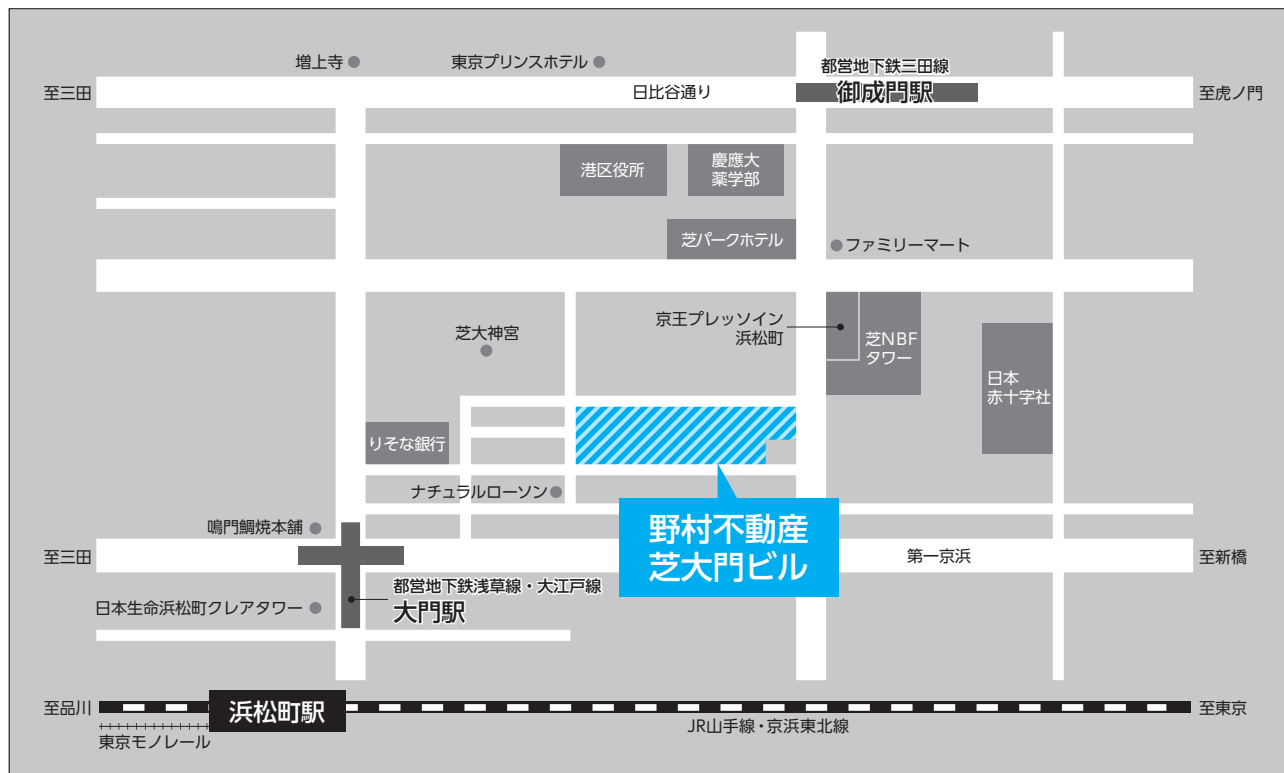 増上寺
東京プリンスホテル
都営地下鉄三田線
至三田
日比谷通り
御成門駅
至虎ノ門
港区役所
慶應大
薬学部
芝パークホテル
ファミリーマート
京王プレッソイン
浜松町
芝大神宮
芝NBF
タワー
日本
赤十字社
りそな銀行
ナチュラルローソン
野村不動産
芝大門ビル
鳴門鯛焼本舗
至三田
第一京浜
至新橋
都営地下鉄浅草線・大江戸線
大門駅
日本生命浜松町クレアタワー
至品川
浜松町駅
至東京
JR山手線・京浜東北線
東京モノレール